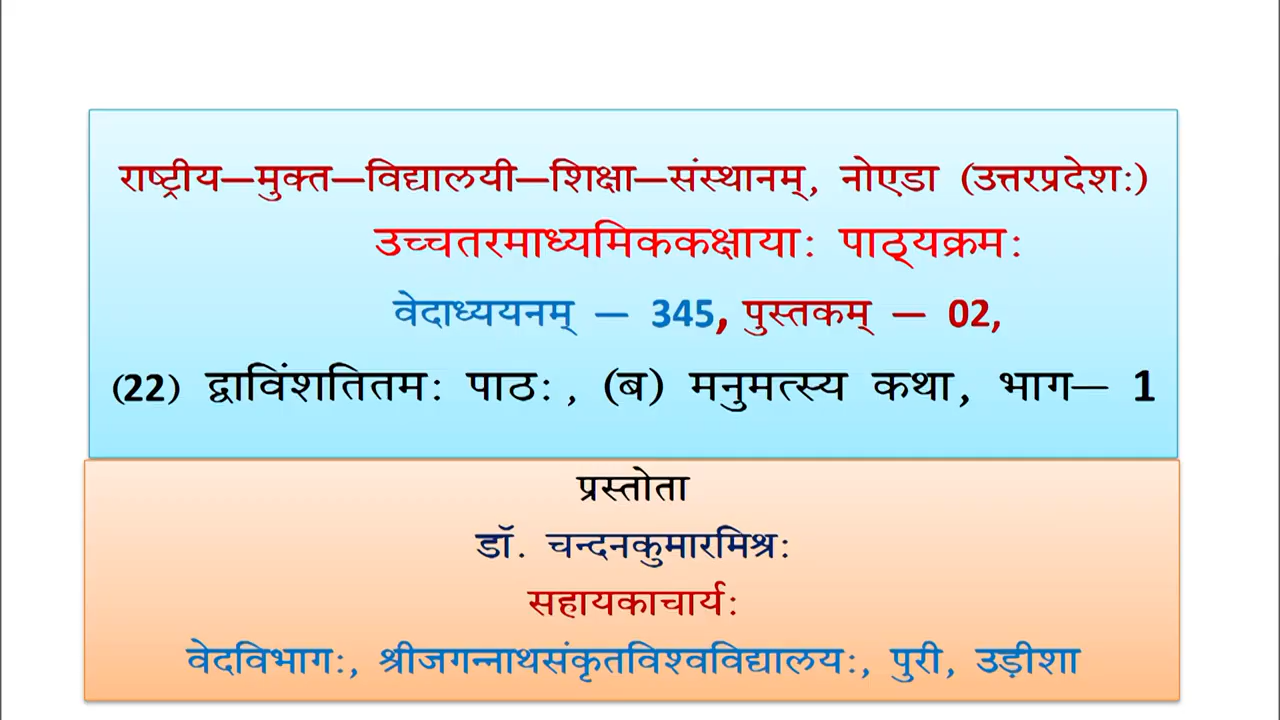 राष्ट्रीय—मुक्त—विद्यालयी—शिक्षा—संस्थानम्, नोएडा (उत्तरप्रदेशः)
उच्चतरमाध्यमिककक्षायाः पाठ्यक्रमः
वेदाध्ययनम् — 345, पुस्तकम् — 02,
(22) द्वाविंशतितमः पाठः, (ब) मनुमत्स्य कथा, भाग— 1
प्रस्तोता
डॉ. चन्दनकुमारमिश्रः
सहायकाचार्यः
वेदविभागः, श्रीजगन्नाथसंकृतविश्वविद्यालयः, पुरी, उड़ीशा